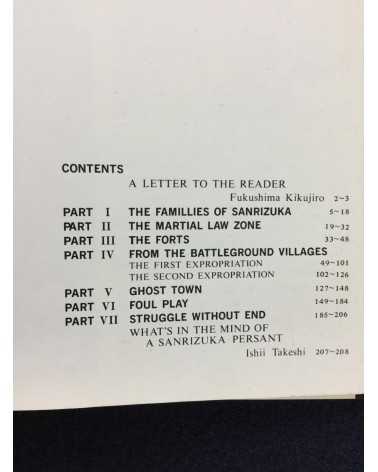 CONTENTS
A LETTER TO THE READER
Fukushima Kikujiro 2~3
PART I THE FAMILLIES OF SANRIZUKA 5~18
PART II THE MARTIAL LAW ZONE 19~32
PART III THE FORTS 33~48
PART IV FROM THE BATTLEGROUND VILLAGES
THE FIRST EXPROPRIATION 49~101
THE SECOND EXPROPRIATION 102~126
PART V GHOST TOWN 127~148
PART VI FOUL PLAY 149~184
PART VII STRUGGLE WITHOUT END 185~206
WHAT'S IN THE MIND OF
A SANRIZUKA PERSANT
Ishii Takeshi 207~208